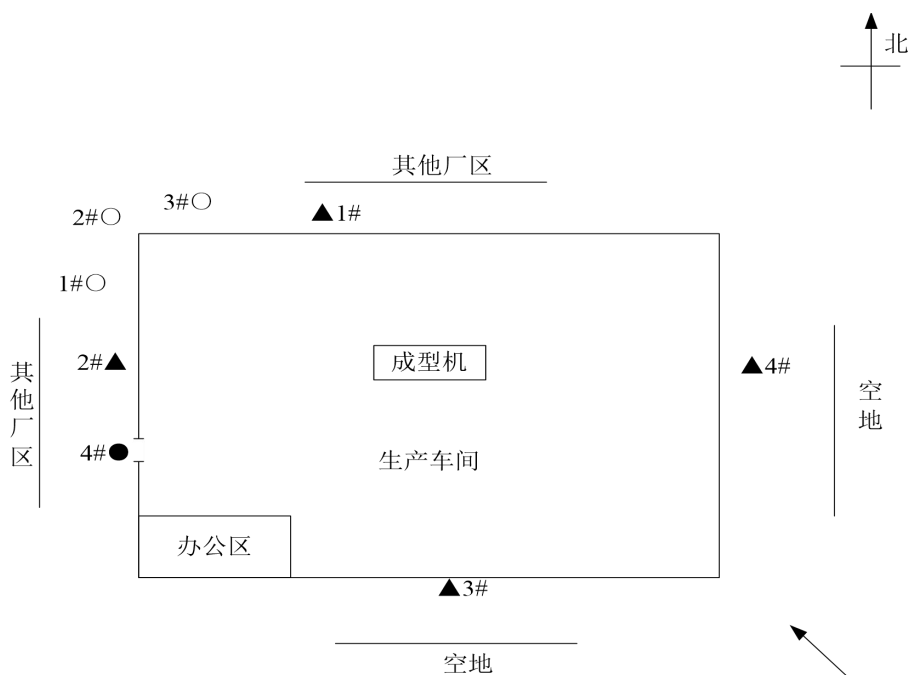 北
其他厂区
3#○
2#○
▲1#
1#○
成型机
2#▲
▲4#
其他厂区
空地
4#●
生产车间
办公区
▲3#
空地